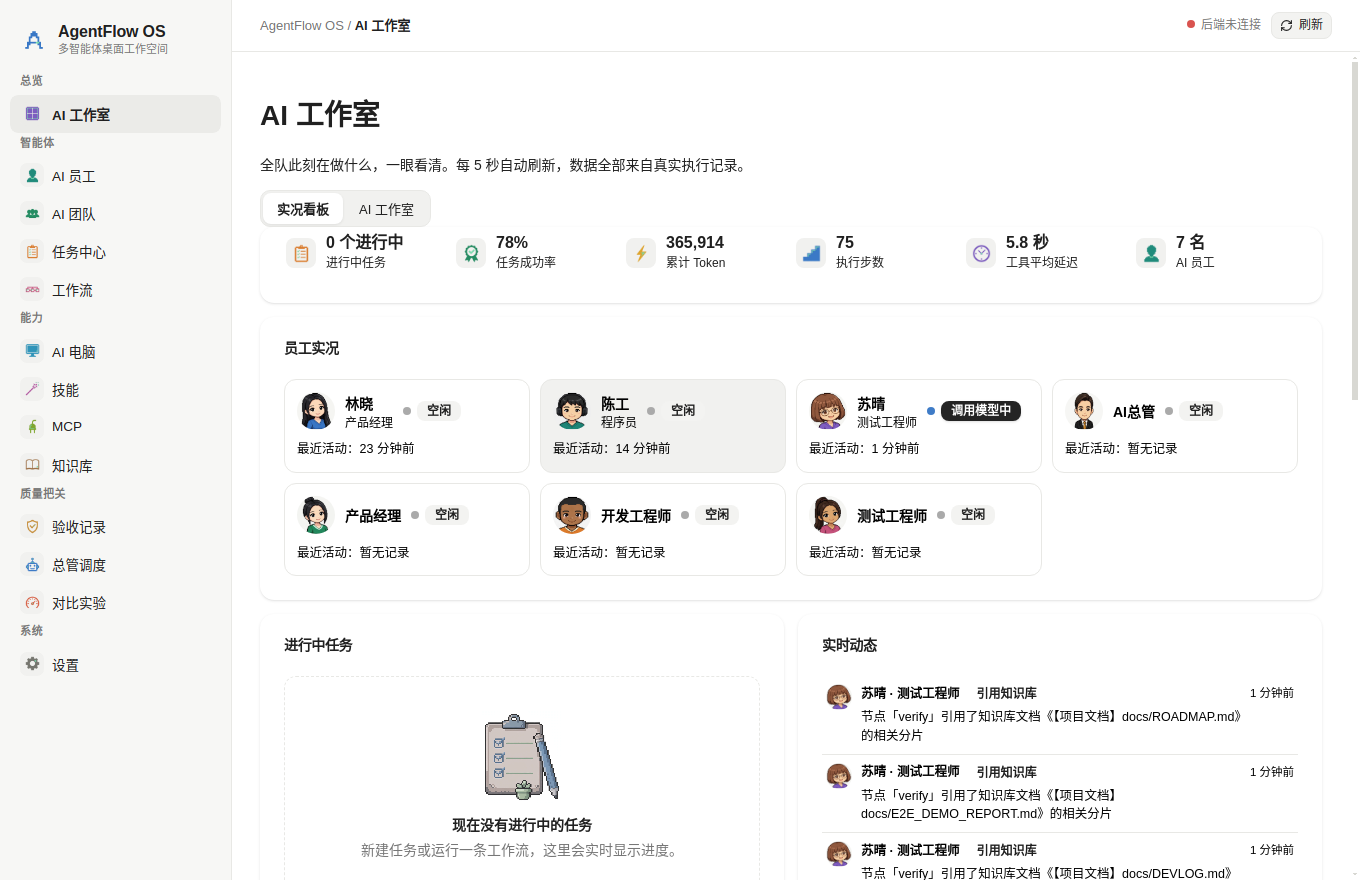 AgentFlow OS
多智能体桌面工作空间
总览
AI 工作室
智能体
AI 员工
AI 团队
任务中心
工作流
能力
AI 电脑
技能
MCP
知识库
质量把关
验收记录
总管调度
对比实验
系统
设置
AgentFlow OS / AI 工作室
后端未连接
刷新
AI 工作室
全队此刻在做什么，一眼看清。每 5 秒自动刷新，数据全部来自真实执行记录。
实况看板
AI 工作室
0 个进行中
进行中任务
78%
任务成功率
365,914
累计 Token
75
执行步数
5.8 秒
工具平均延迟
7 名
AI 员工
员工实况
林晓
产品经理
空闲
最近活动：23 分钟前
陈工
程序员
空闲
最近活动：14 分钟前
苏晴
测试工程师
调用模型中
最近活动：1 分钟前
AI总管
空闲
最近活动：暂无记录
产品经理
空闲
最近活动：暂无记录
开发工程师
空闲
最近活动：暂无记录
测试工程师
空闲
最近活动：暂无记录
进行中任务
现在没有进行中的任务
新建任务或运行一条工作流，这里会实时显示进度。
实时动态
苏晴 · 测试工程师 引用知识库 1 分钟前
节点「verify」引用了知识库文档《【项目文档】docs/ROADMAP.md》
的相关分片
苏晴 · 测试工程师 引用知识库 1 分钟前
节点「verify」引用了知识库文档《【项目文档】
docs/E2E_DEMO_REPORT.md》的相关分片
苏晴 · 测试工程师 引用知识库 1 分钟前
节点「verify」引用了知识库文档《【项目文档】docs/DEVLOG.md》